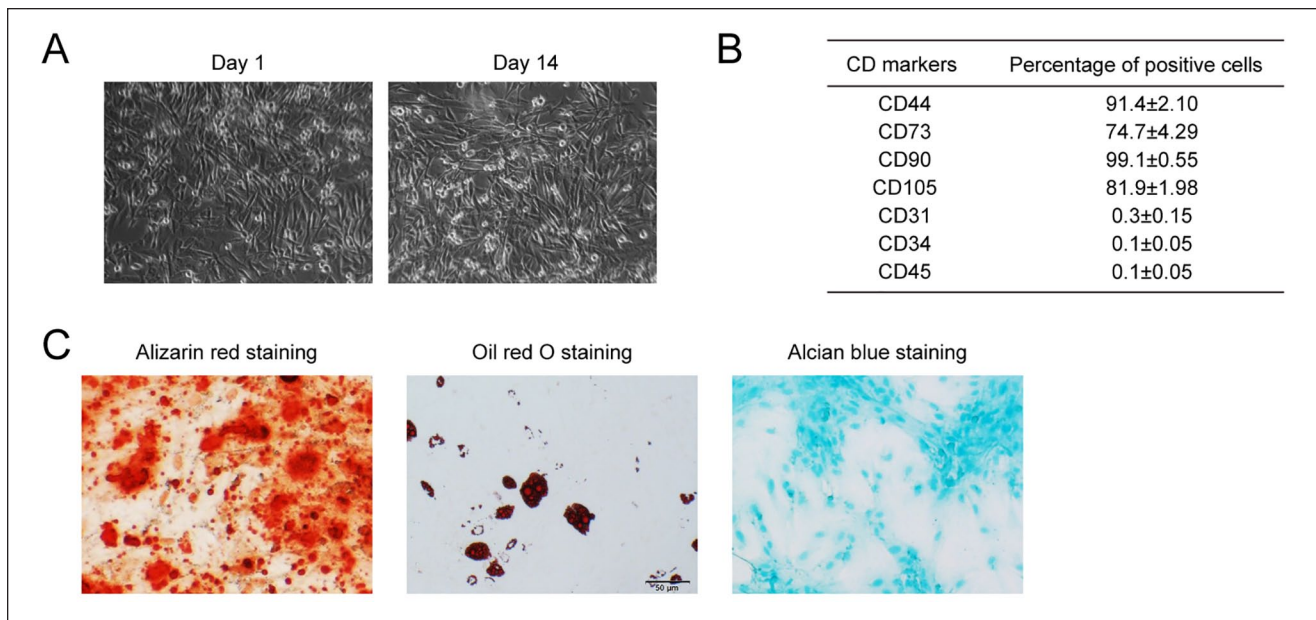 A
Day 1
Day 14
B
CD markers Percentage of positive cells
CD44 91.4±2.10
CD73 74.7±4.29
CD90 99.1±0.55
CD105 81.9±1.98
CD31 0.3±0.15
CD34 0.1±0.05
CD45 0.1±0.05
C
Alizarin red staining
Oil red O staining
Alcian blue staining
50 μm